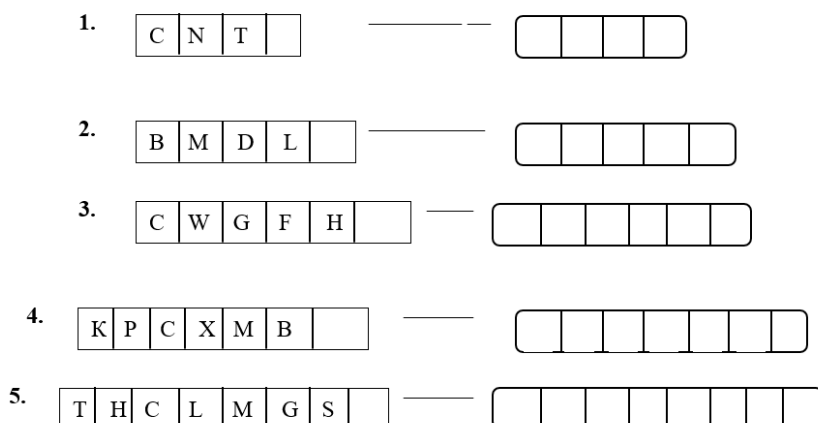 1. C N T
2. B M D L
3. C W G F H
4. K P C X M B
5. T H C L M G S